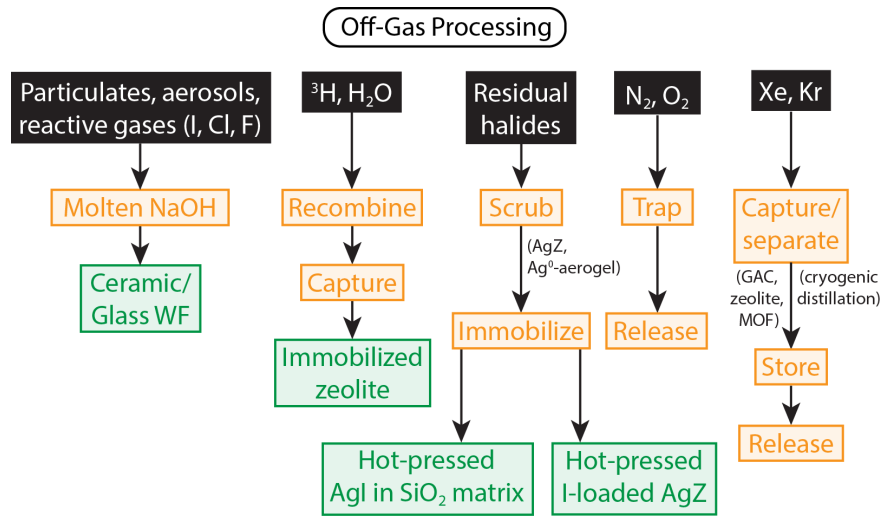 Off-Gas Processing
Particulates, aerosols,
reactive gases (I, Cl, F)
Molten NaOH
Ceramic/
Glass WF
³H, H₂O
Recombine
Capture
Immobilized
zeolite
Residual
halides
Scrub
(AgZ,
Ag⁰-aerogel)
Immobilize
Hot-pressed
AgI in SiO₂ matrix
Hot-pressed
I-loaded AgZ
N₂, O₂
Trap
Release
Xe, Kr
Capture/
separate
(GAC,
zeolite,
MOF)
(cryogenic
distillation)
Store
Release